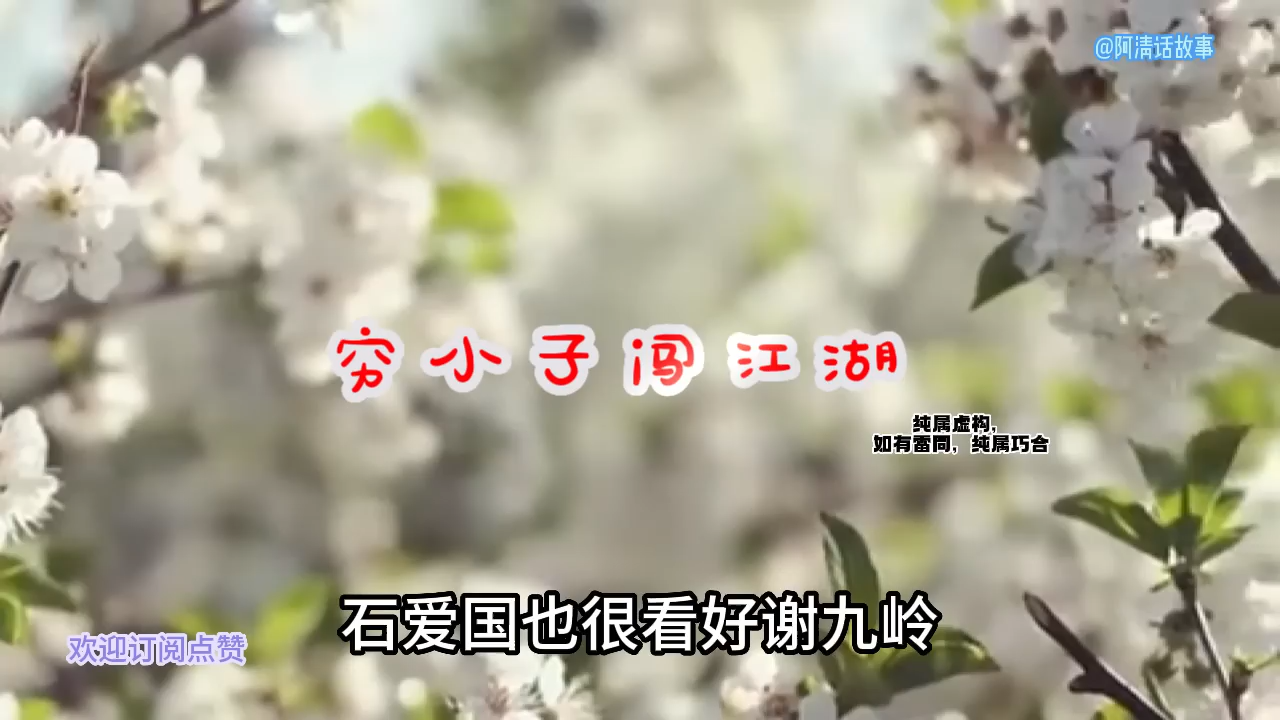 @阿清话故事
穷小子闯江湖
纯属虚构，
如有雷同，纯属巧合
石爱国也很看好谢九岭
欢迎订阅点赞